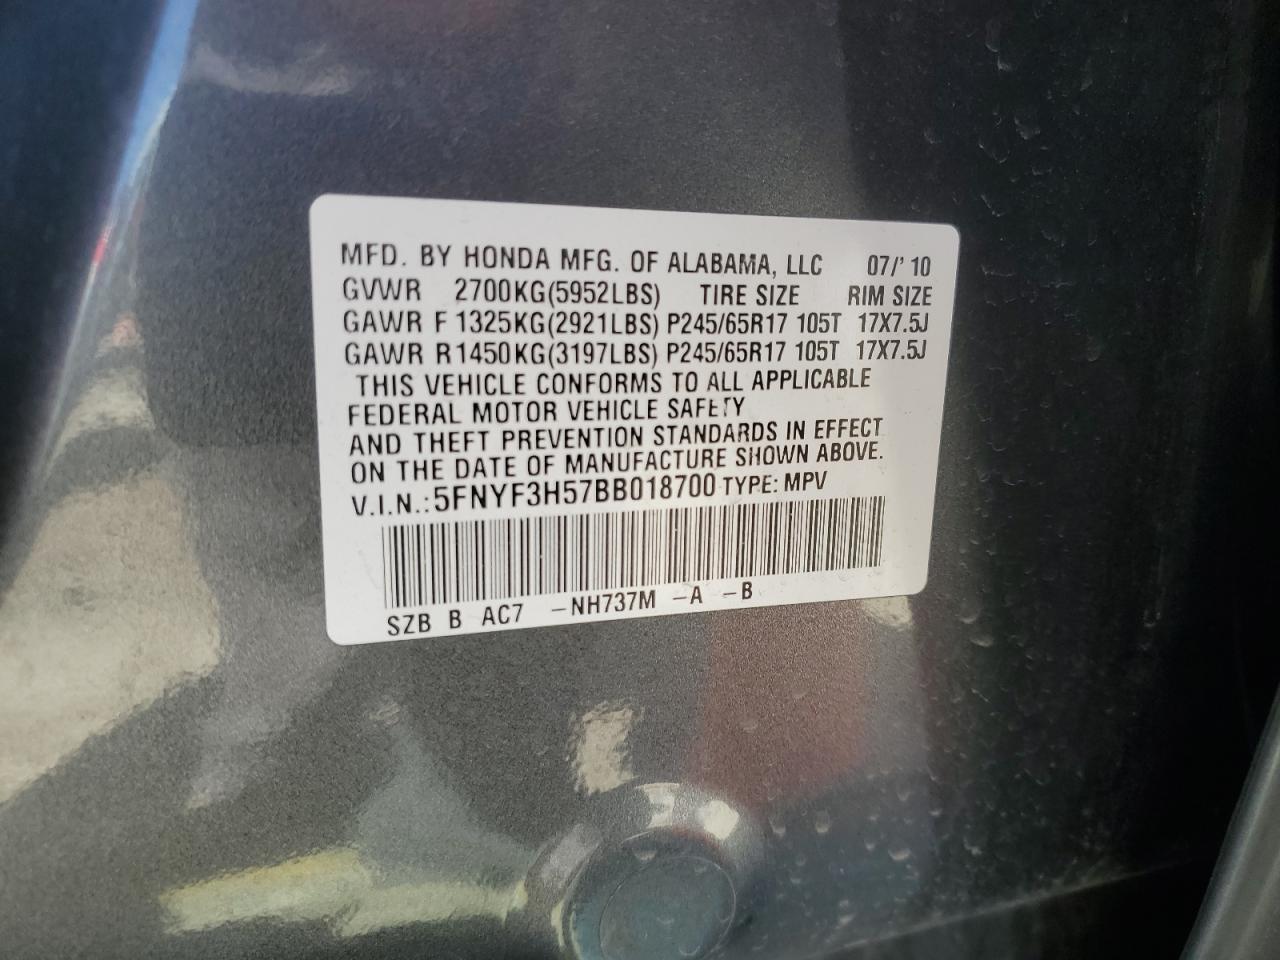 MFD. BY HONDA MFG. OF ALABAMA, LLC 07/'10
GVWR 2700KG(5952LBS) TIRE SIZE RIM SIZE
GAWR F 1325KG(2921LBS) P245/65R17 105T 17X7.5J
GAWR R 1450KG(3197LBS) P245/65R17 105T 17X7.5J
THIS VEHICLE CONFORMS TO ALL APPLICABLE
FEDERAL MOTOR VEHICLE SAFETY
AND THEFT PREVENTION STANDARDS IN EFFECT
ON THE DATE OF MANUFACTURE SHOWN ABOVE.
V.I.N.: 5FNYF3H57BB018700 TYPE: MPV
SZB B AC7 -NH737M -A -B